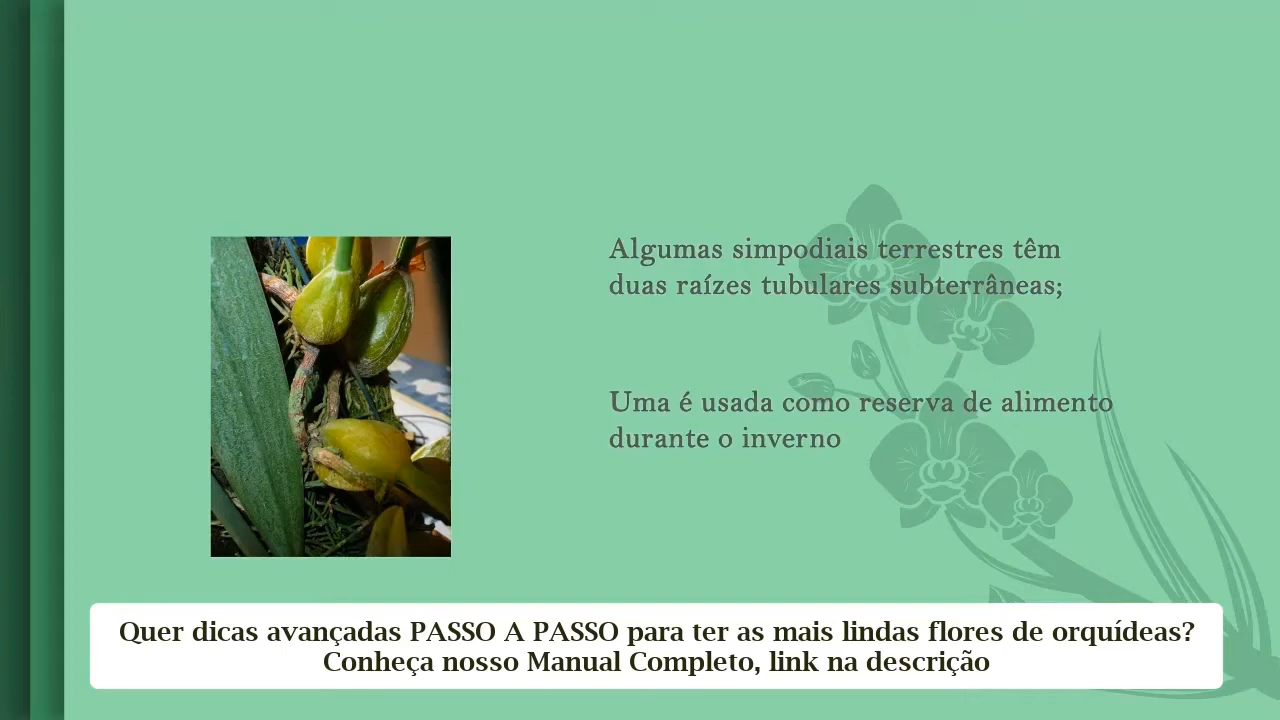 Algumas simpodiais terrestres têm
duas raízes tubulares subterrâneas;
Uma é usada como reserva de alimento
durante o inverno
Quer dicas avançadas PASSO A PASSO para ter as mais lindas flores de orquídeas?
Conheça nosso Manual Completo, link na descrição